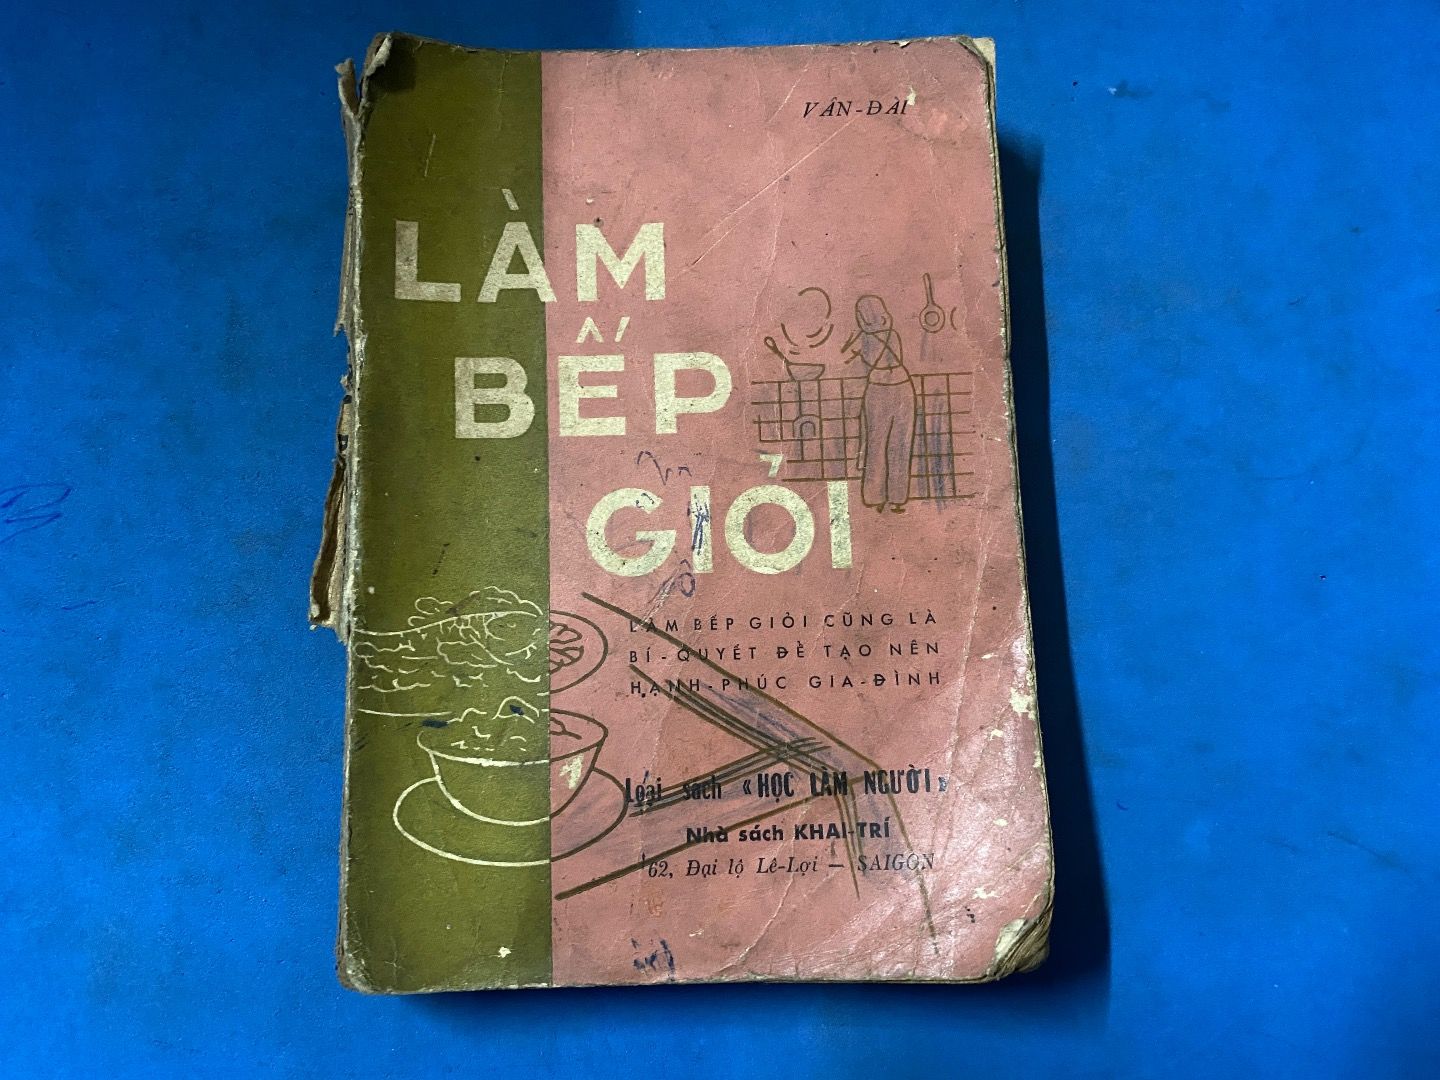 VÂN-ĐÀI
LÀM
BẾP
GIỎI
LÀM BẾP GIỎI CŨNG LÀ
BÍ-QUYẾT ĐỂ TẠO NÊN
HẠNH-PHÚC GIA-ĐÌNH
Loại sách «HỌC LÀM NGƯỜI»
Nhà sách KHAI-TRÍ
62, Đại lộ Lê-Lợi — SAIGON